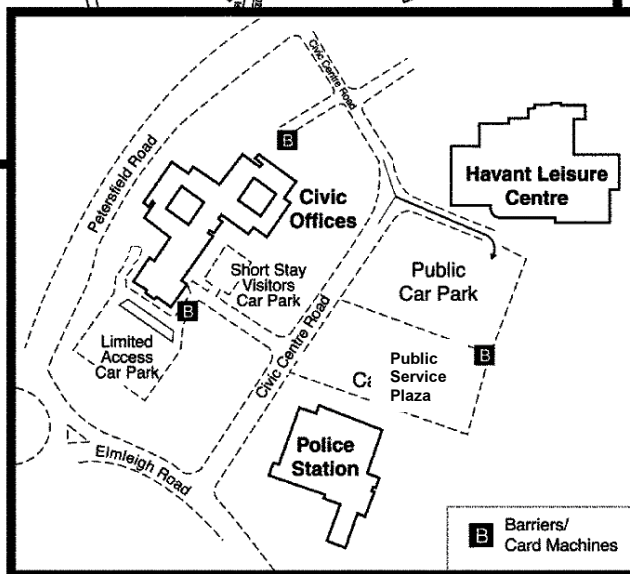 Civic Centre Road
Petersfield Road
B
Havant Leisure
Centre
Civic
Offices
Short Stay
Visitors
Car Park
Public
Car Park
B
Limited
Access
Car Park
Civic Centre Road
B
Public
Service
Plaza
Police
Station
Elmleigh Road
B
Barriers/
Card Machines